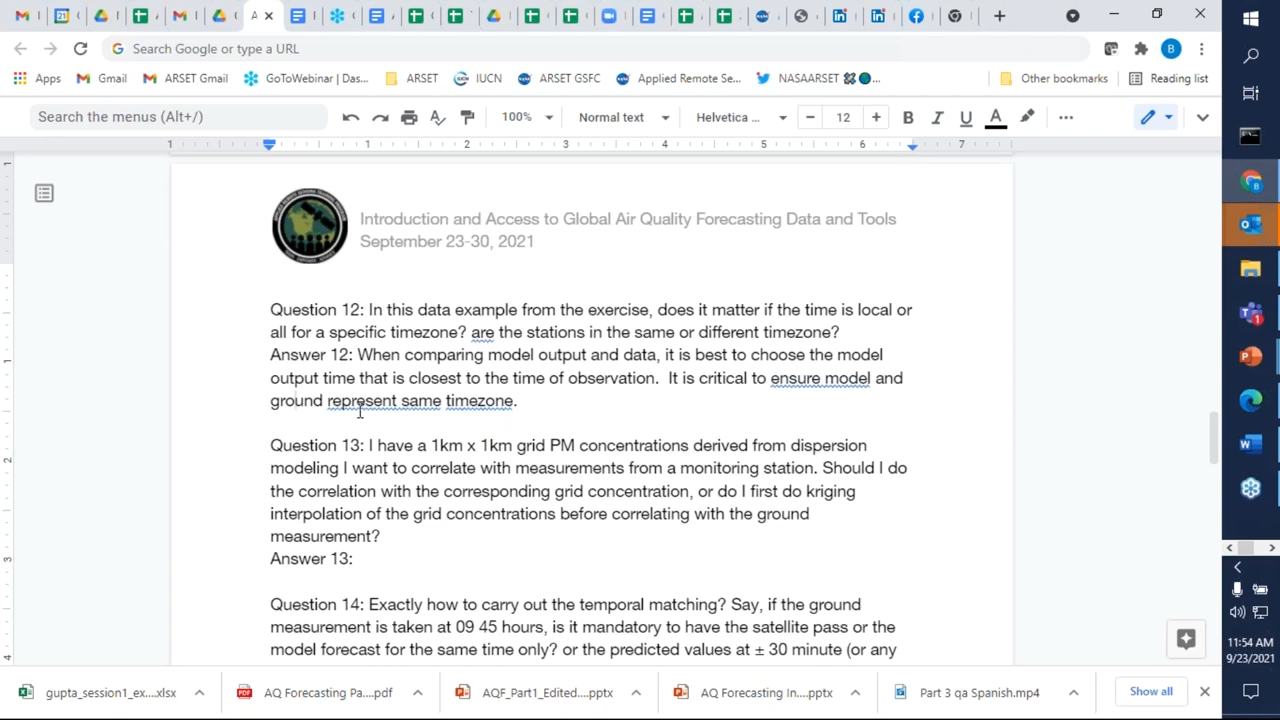 Search Google or type a URL
Apps
Gmail
ARSET Gmail
GoToWebinar | Das...
ARSET
IUCN
ARSET GSFC
Applied Remote Se...
NASAARSET
Other bookmarks
Reading list
Search the menus (Alt+/)
100%
Normal text
Helvetica ...
12
B I U A
1 1 2 3 4 5 6 7
Introduction and Access to Global Air Quality Forecasting Data and Tools
September 23-30, 2021
Question 12: In this data example from the exercise, does it matter if the time is local or
all for a specific timezone? are the stations in the same or different timezone?
Answer 12: When comparing model output and data, it is best to choose the model
output time that is closest to the time of observation.  It is critical to ensure model and
ground represent same timezone.
Question 13: I have a 1km x 1km grid PM concentrations derived from dispersion
modeling I want to correlate with measurements from a monitoring station. Should I do
the correlation with the corresponding grid concentration, or do I first do kriging
interpolation of the grid concentrations before correlating with the ground
measurement?
Answer 13:
Question 14: Exactly how to carry out the temporal matching? Say, if the ground
measurement is taken at 09 45 hours, is it mandatory to have the satellite pass or the
model forecast for the same time only? or the predicted values at ± 30 minute (or any
gupta_session1_ex....xlsx
AQ Forecasting Pa....pdf
AQF_Part1_Edited....pptx
AQ Forecasting In....pptx
Part 3 qa Spanish.mp4
Show all
11:54 AM
9/23/2021